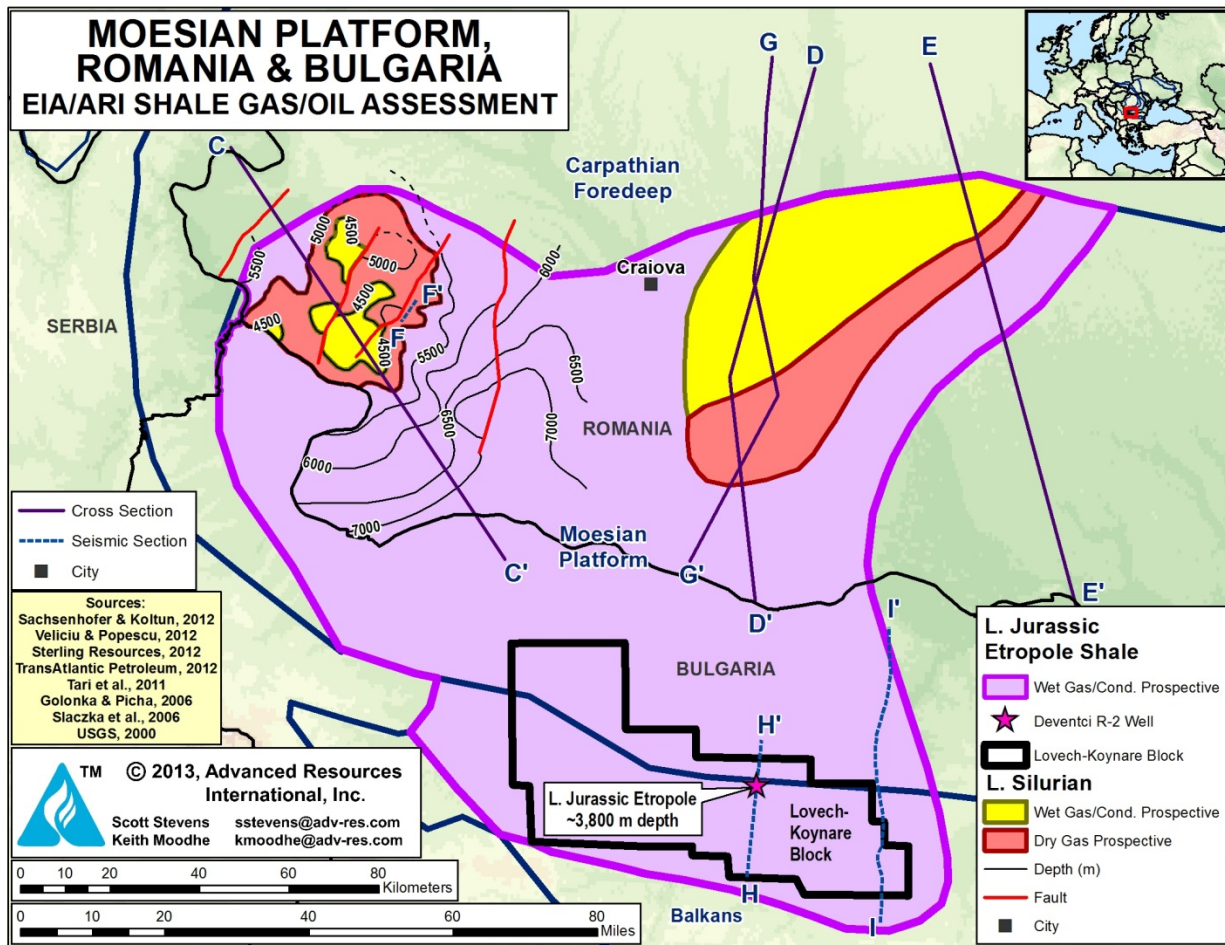 MOESIAN PLATFORM,
ROMANIA & BULGARIA
EIA/ARI SHALE GAS/OIL ASSESSMENT
G
D
E
C
Carpathian
Foredeep
5000
4500
5000
5500
6000
Craiova
F'
4500
SERBIA
4500
F
4500
5500
6500
6500
7000
ROMANIA
6000
7000
Cross Section
Seismic Section
City
Moesian
Platform
C'
G'
D'
E'
I'
Sources:
Sachsenhofer & Koltun, 2012
Veliciu & Popescu, 2012
Sterling Resources, 2012
TransAtlantic Petroleum, 2012
Tari et al., 2011
Golonka & Picha, 2006
Slaczka et al., 2006
USGS, 2000
BULGARIA
H'
L. Jurassic Etropole
~3,800 m depth
Lovech-
Koynare
Block
H
Balkans
I
L. Jurassic
Etropole Shale
Wet Gas/Cond. Prospective
Deventci R-2 Well
Lovech-Koynare Block
L. Silurian
Wet Gas/Cond. Prospective
Dry Gas Prospective
Depth (m)
Fault
City
TM
© 2013, Advanced Resources
International, Inc.
Scott Stevens sstevens@adv-res.com
Keith Moodhe kmoodhe@adv-res.com
0 10 20 40 60 80
Kilometers
0 10 20 40 60 80
Miles